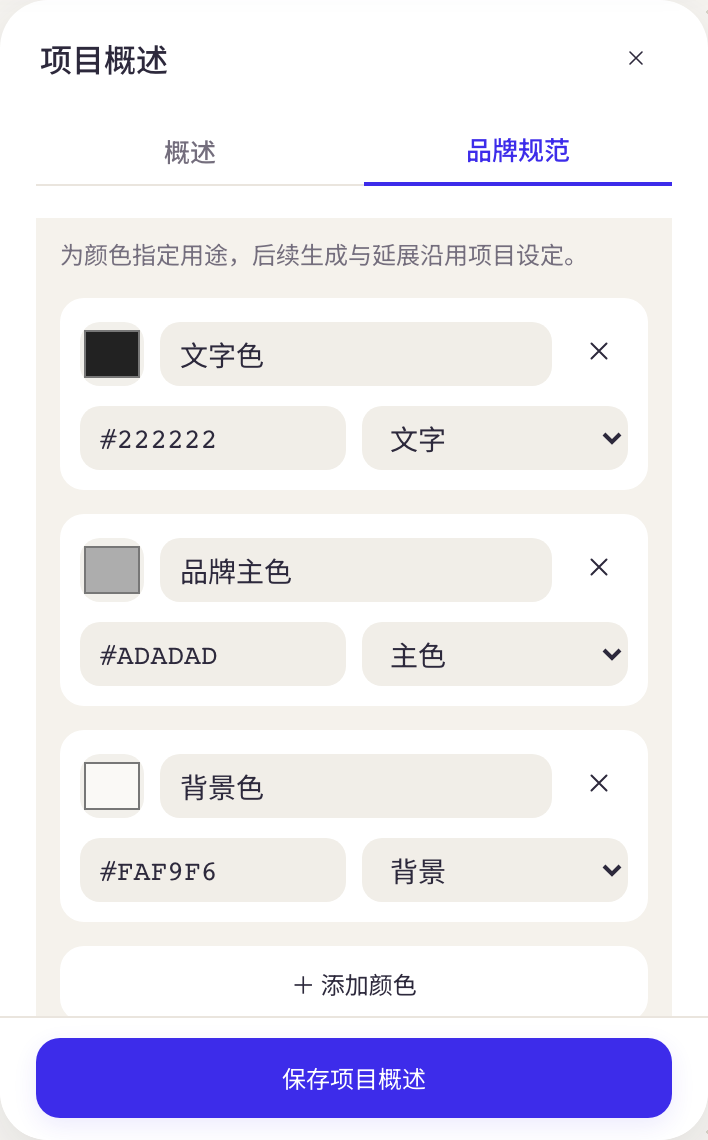 项目概述
概述
品牌规范
为颜色指定用途，后续生成与延展沿用项目设定。
文字色
#222222
文字
品牌主色
#ADADAD
主色
背景色
#FAF9F6
背景
+ 添加颜色
保存项目概述